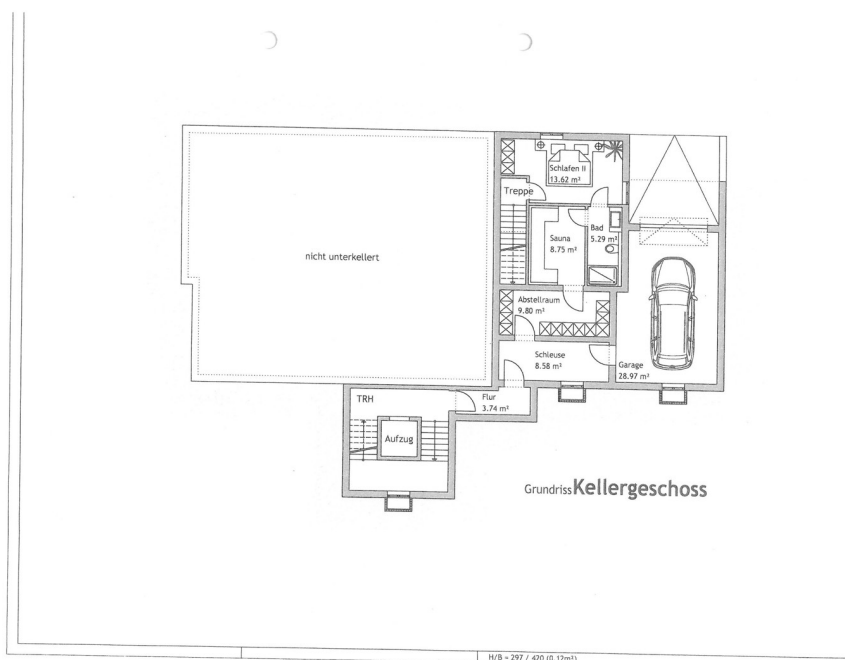 Schlafen II
13.62 m²
Treppe
Bad
5.29 m²
Sauna
8.75 m²
nicht unterkellert
Abstellraum
9.80 m²
Schleuse
8.58 m²
Garage
28.97 m²
TRH
Flur
3.74 m²
Aufzug
Grundriss Kellergeschoss
H/B = 297 / 420 (0.12m²)